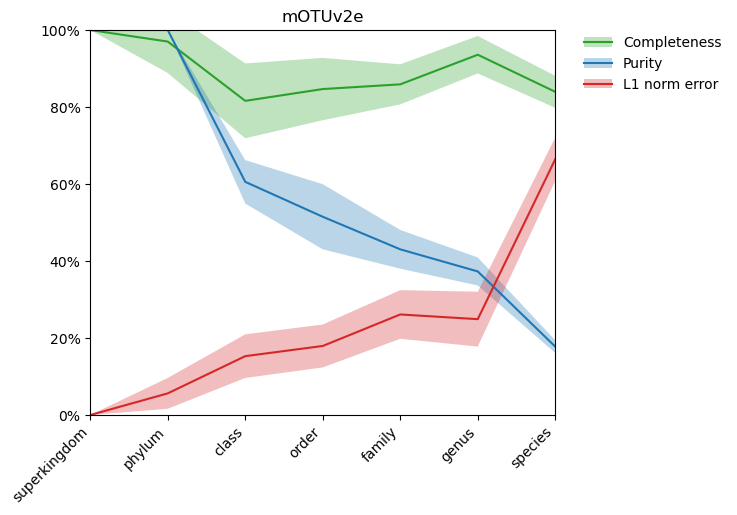 mOTUv2e
100%
80%
60%
40%
20%
0%
superkingdom
phylum
class
order
family
genus
species
Completeness
Purity
L1 norm error